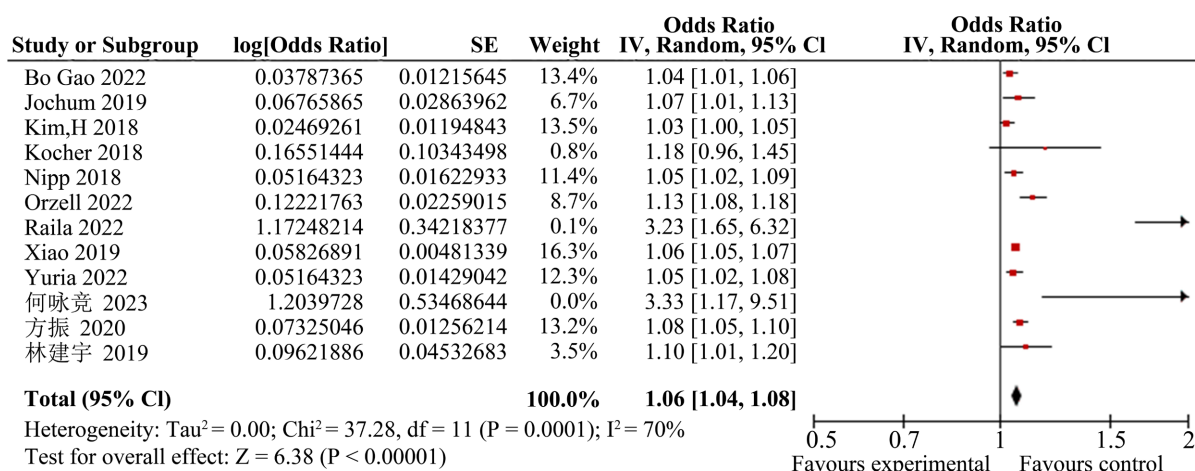 Odds Ratio Odds Ratio
Study or Subgroup log[Odds Ratio] SE Weight IV, Random, 95% Cl IV, Random, 95% Cl
Bo Gao 2022 0.03787365 0.01215645 13.4% 1.04 [1.01, 1.06]
Jochum 2019 0.06765865 0.02863962 6.7% 1.07 [1.01, 1.13]
Kim,H 2018 0.02469261 0.01194843 13.5% 1.03 [1.00, 1.05]
Kocher 2018 0.16551444 0.10343498 0.8% 1.18 [0.96, 1.45]
Nipp 2018 0.05164323 0.01622933 11.4% 1.05 [1.02, 1.09]
Orzell 2022 0.12221763 0.02259015 8.7% 1.13 [1.08, 1.18]
Raila 2022 1.17248214 0.34218377 0.1% 3.23 [1.65, 6.32]
Xiao 2019 0.05826891 0.00481339 16.3% 1.06 [1.05, 1.07]
Yuria 2022 0.05164323 0.01429042 12.3% 1.05 [1.02, 1.08]
何咏竞 2023 1.2039728 0.53468644 0.0% 3.33 [1.17, 9.51]
方振 2020 0.07325046 0.01256214 13.2% 1.08 [1.05, 1.10]
林建宇 2019 0.09621886 0.04532683 3.5% 1.10 [1.01, 1.20]
Total (95% Cl) 100.0% 1.06 [1.04, 1.08]
Heterogeneity: Tau² = 0.00; Chi² = 37.28, df = 11 (P = 0.0001); I² = 70%
Test for overall effect: Z = 6.38 (P < 0.00001)
0.5 0.7 1 1.5 2
Favours experimental Favours control